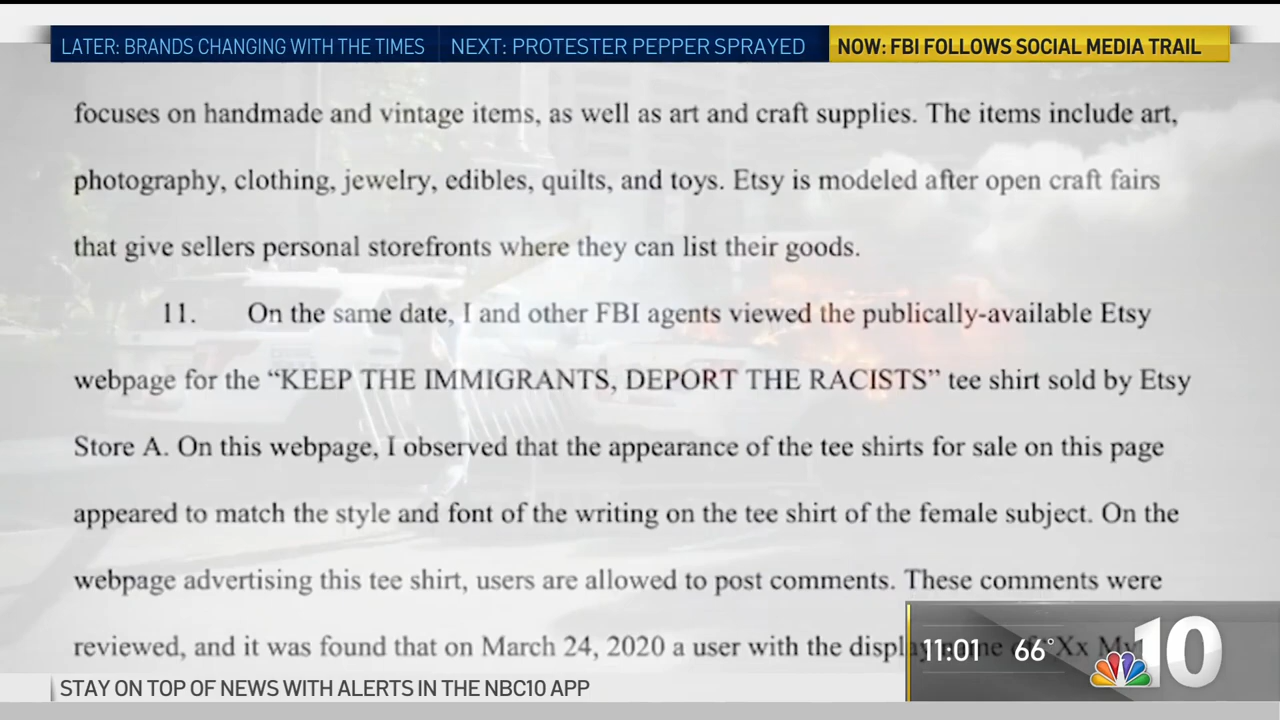 LATER: BRANDS CHANGING WITH THE TIMES NEXT: PROTESTER PEPPER SPRAYED NOW: FBI FOLLOWS SOCIAL MEDIA TRAIL
focuses on handmade and vintage items, as well as art and craft supplies. The items include art,
photography, clothing, jewelry, edibles, quilts, and toys. Etsy is modeled after open craft fairs
that give sellers personal storefronts where they can list their goods.
11. On the same date, I and other FBI agents viewed the publically-available Etsy
webpage for the “KEEP THE IMMIGRANTS, DEPORT THE RACISTS” tee shirt sold by Etsy
Store A. On this webpage, I observed that the appearance of the tee shirts for sale on this page
appeared to match the style and font of the writing on the tee shirt of the female subject. On the
webpage advertising this tee shirt, users are allowed to post comments. These comments were
reviewed, and it was found that on March 24, 2020 a user with the display
11:01 66° 10
STAY ON TOP OF NEWS WITH ALERTS IN THE NBC10 APP